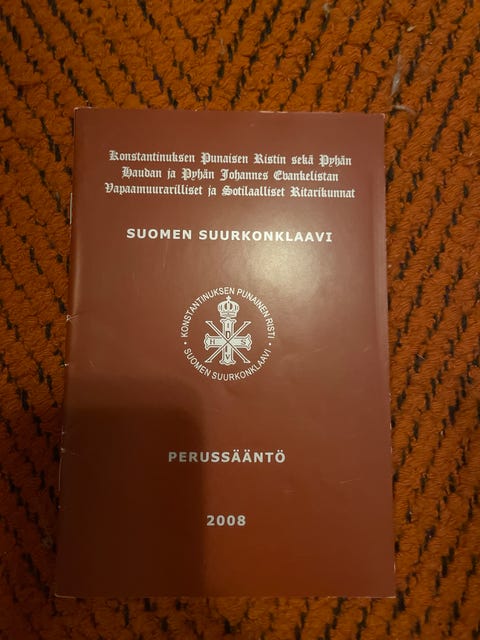 Konstantinuksen Punaisen Ristin sekä Pyhän
Haudan ja Pyhän Johannes Evankelistan
Vapaamuurarilliset ja Sotilaalliset Ritarikunnat
SUOMEN SUURKONKLAAVI
• KONSTANTINUKSEN PUNAINEN RISTI •
SUOMEN SUURKONKLAAVI
PERUSSÄÄNTÖ
2008